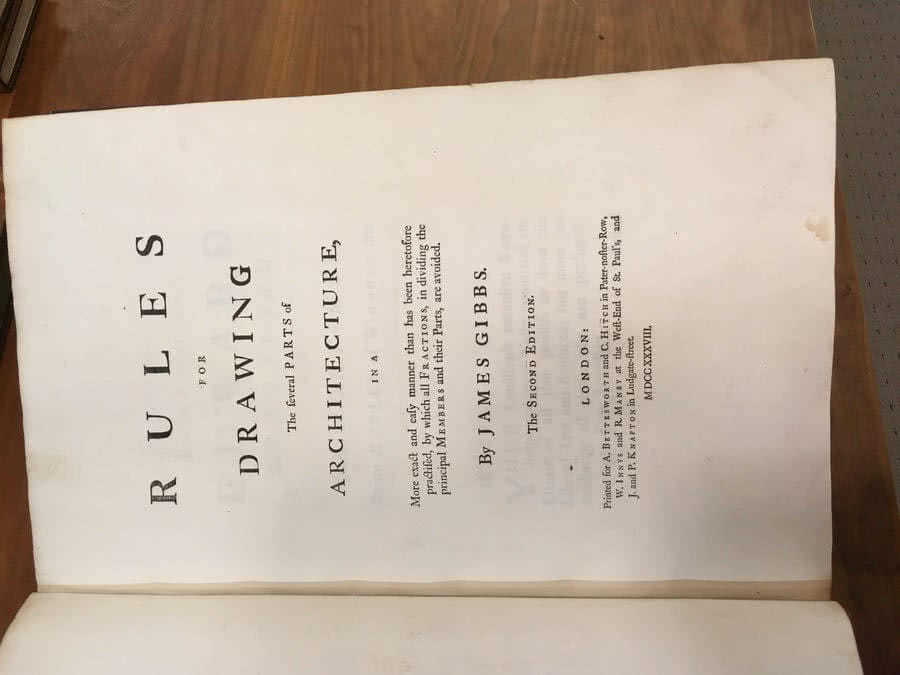 RULES
FOR
DRAWING
The ſeveral PARTS of
ARCHITECTURE,
IN A
More exact and eaſy manner than has been heretofore
practiſed, by which all FRACTIONS, in dividing the
principal MEMBERS and their Parts, are avoided.
By JAMES GIBBS.
The SECOND EDITION.
LONDON:
Printed for A. BETTESWORTH and C. HITCH in Pater-noſter-Row,
W. INNYS and R. MANBY at the Weſt-End of St. Paul's, and
J. and P. KNAPTON in Ludgate-ſtreet.
MDCCXXXVIII.